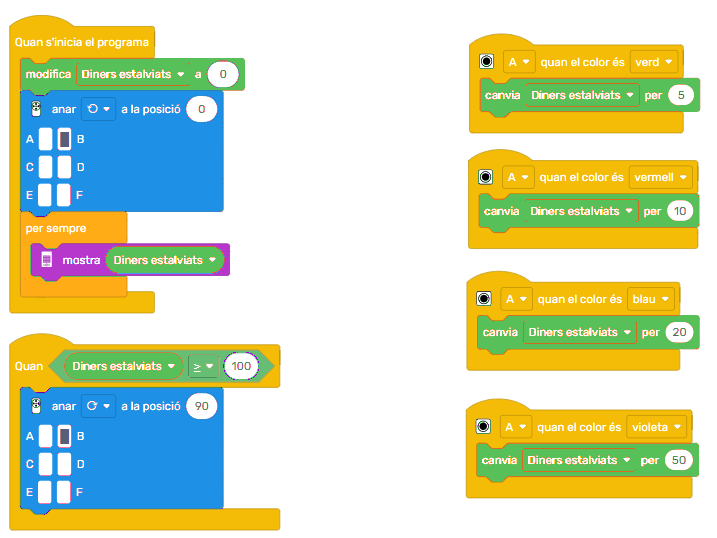 Quan s'inicia el programa
modifica Diners estalviats a 0
anar a la posició 0
A B
C D
E F
per sempre
mostra Diners estalviats
Quan Diners estalviats ≥ 100
anar a la posició 90
A B
C D
E F
A quan el color és verd
canvia Diners estalviats per 5
A quan el color és vermell
canvia Diners estalviats per 10
A quan el color és blau
canvia Diners estalviats per 20
A quan el color és violeta
canvia Diners estalviats per 50